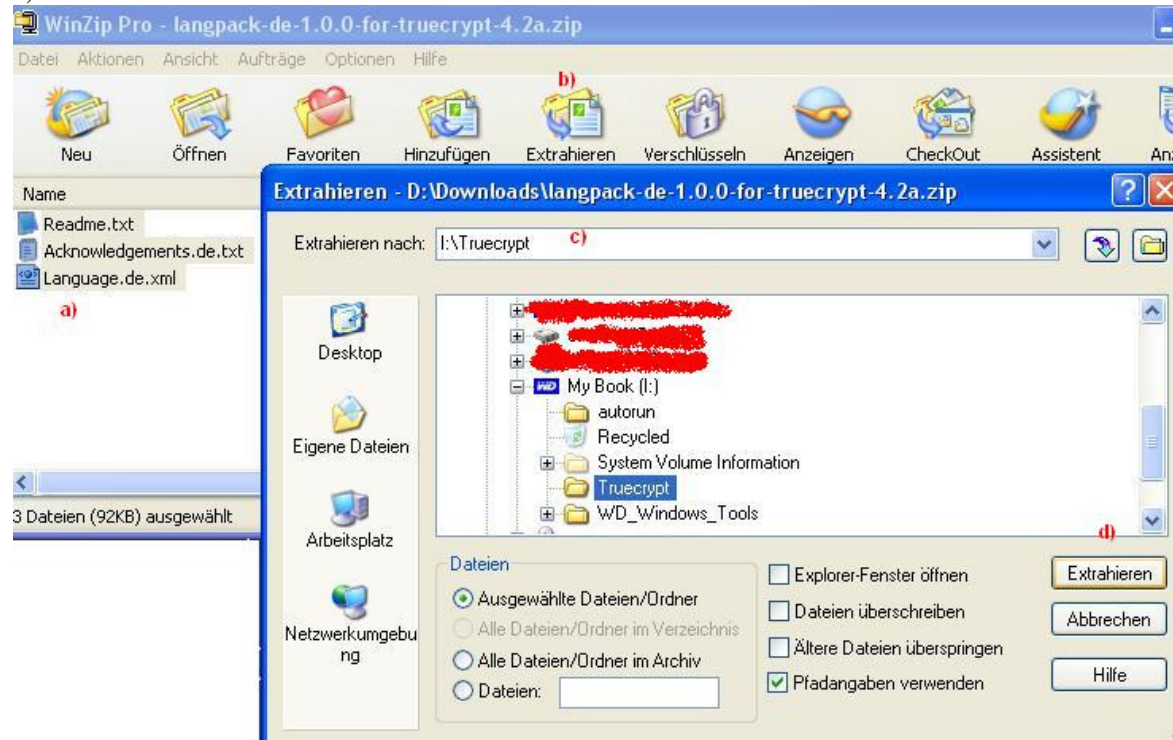 WinZip Pro - langpack-de-1.0.0-for-truecrypt-4.2a.zip
Datei Aktionen Ansicht Aufträge Optionen Hilfe
b)
Neu Öffnen Favoriten Hinzufügen Extrahieren Verschlüsseln Anzeigen CheckOut Assistent
Name
Readme.txt
Acknowledgements.de.txt
Language.de.xml
a)
3 Dateien (92KB) ausgewählt
Extrahieren - D:\Downloads\langpack-de-1.0.0-for-truecrypt-4.2a.zip
Extrahieren nach: I:\Truecrypt c)
Desktop
Eigene Dateien
Arbeitsplatz
Netzwerkumgebu
ng
WD My Book (I:)
autorun
Recycled
System Volume Information
Truecrypt
WD_Windows_Tools
d)
Dateien
Ausgewählte Dateien/Ordner
Alle Dateien/Ordner im Verzeichnis
Alle Dateien/Ordner im Archiv
Dateien:
Explorer-Fenster öffnen
Dateien überschreiben
Ältere Dateien überspringen
Pfadangaben verwenden
Extrahieren
Abbrechen
Hilfe